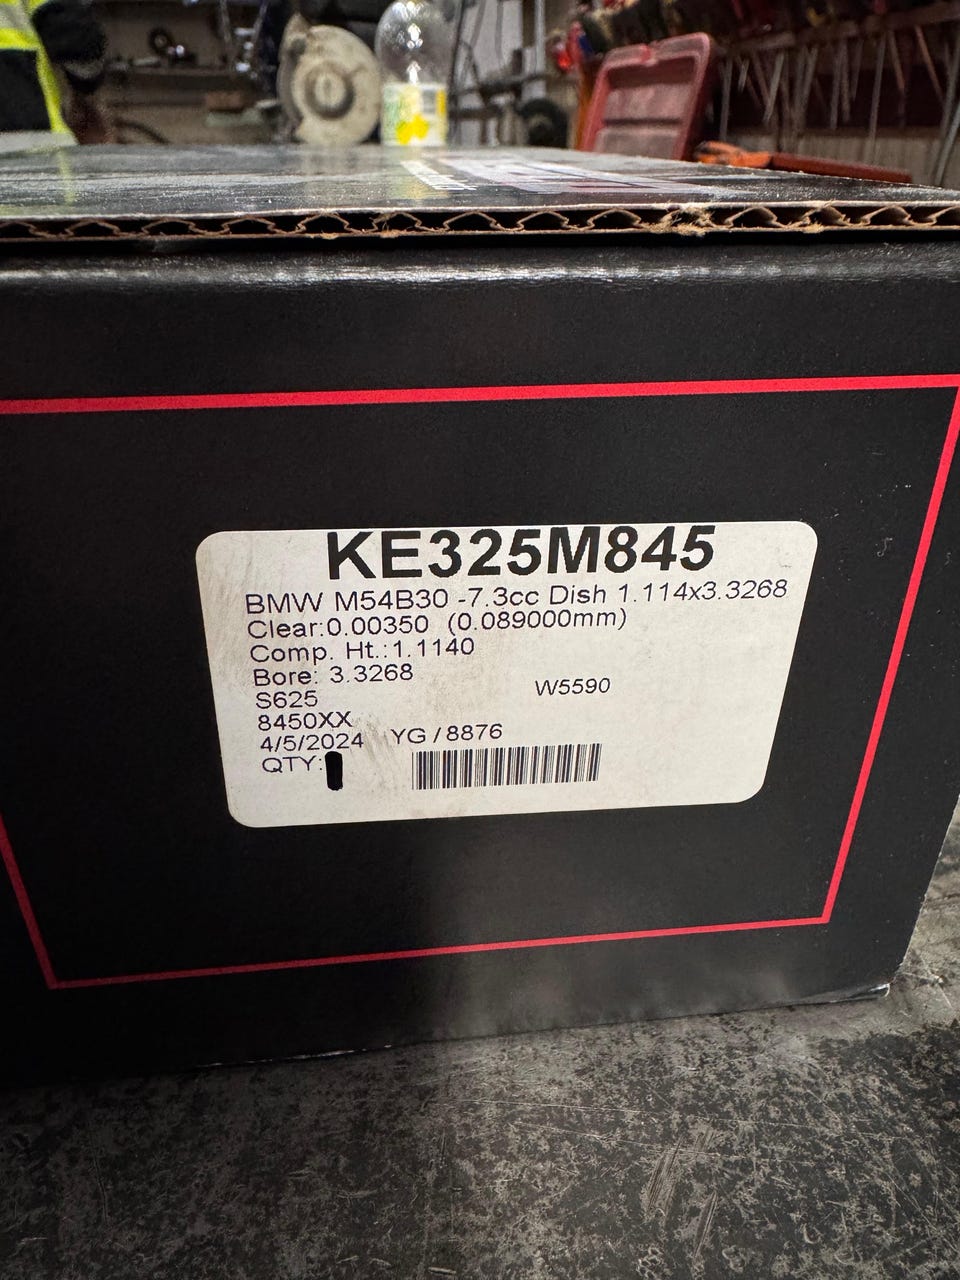 KE325M845
BMW M54B30 -7.3cc Dish 1.114x3.3268
Clear:0.00350 (0.089000mm)
Comp. Ht.:1.1140
Bore: 3.3268
S625 W5590
8450XX
4/5/2024 YG/8876
QTY: